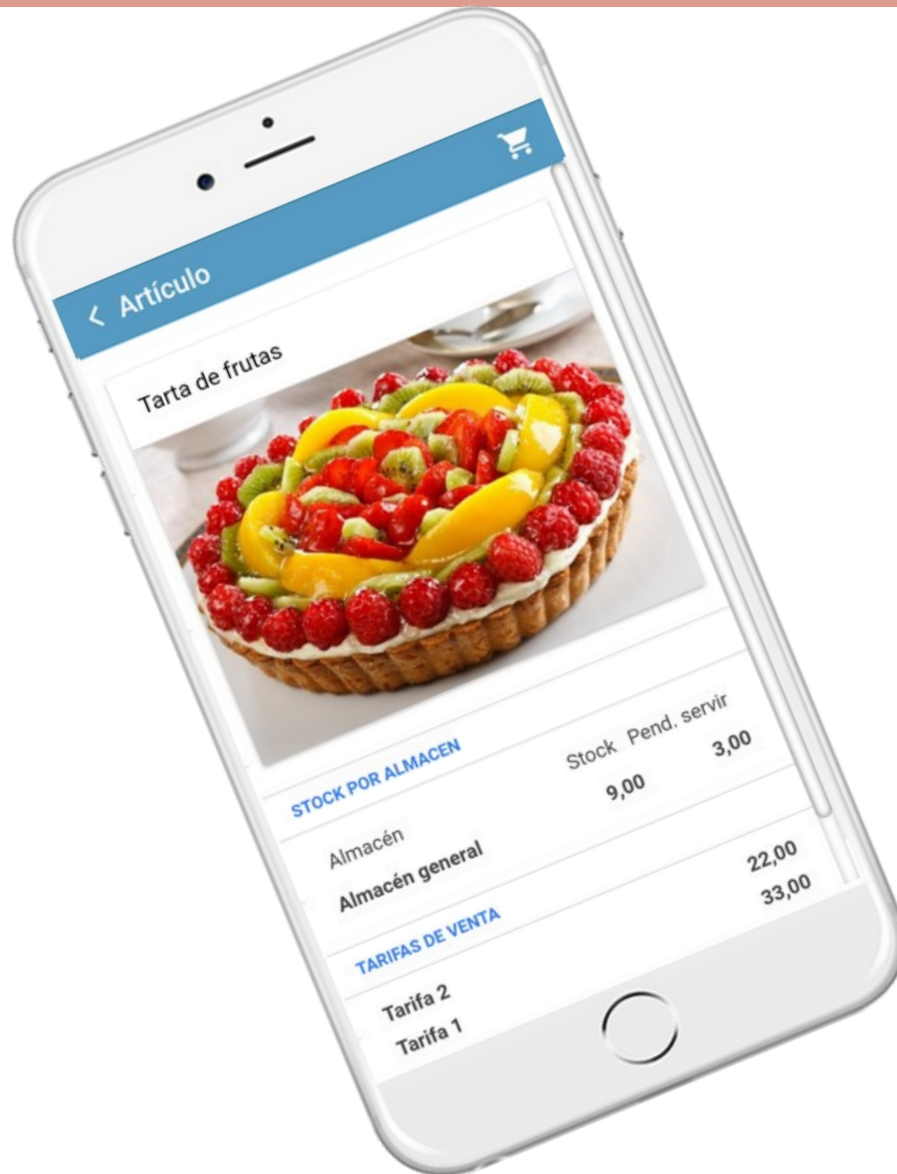 Artículo
Tarta de frutas
STOCK POR ALMACEN
Almacén Stock Pend. servir
Almacén general 9,00 3,00
TARIFAS DE VENTA
Tarifa 2 22,00
Tarifa 1 33,00